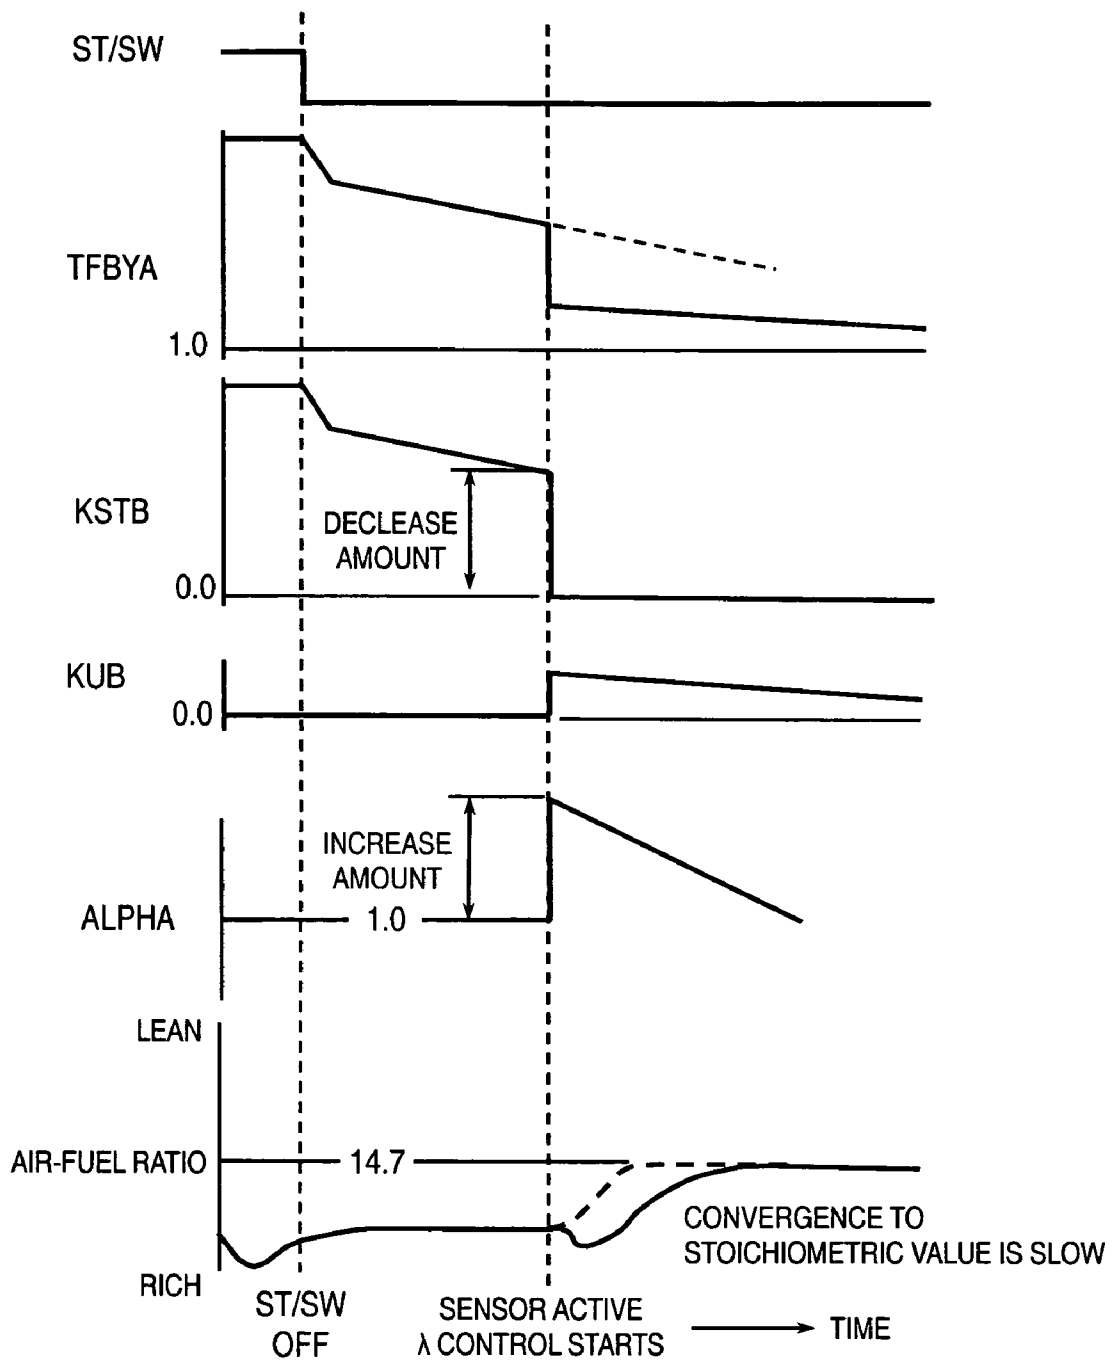 ST/SW
TFBYA
1.0
KSTB
DECLEASE
AMOUNT
0.0
KUB
0.0
INCREASE
AMOUNT
ALPHA
1.0
LEAN
AIR-FUEL RATIO
14.7
CONVERGENCE TO
STOICHIOMETRIC VALUE IS SLOW
RICH
ST/SW
OFF
SENSOR ACTIVE
λ CONTROL STARTS
TIME